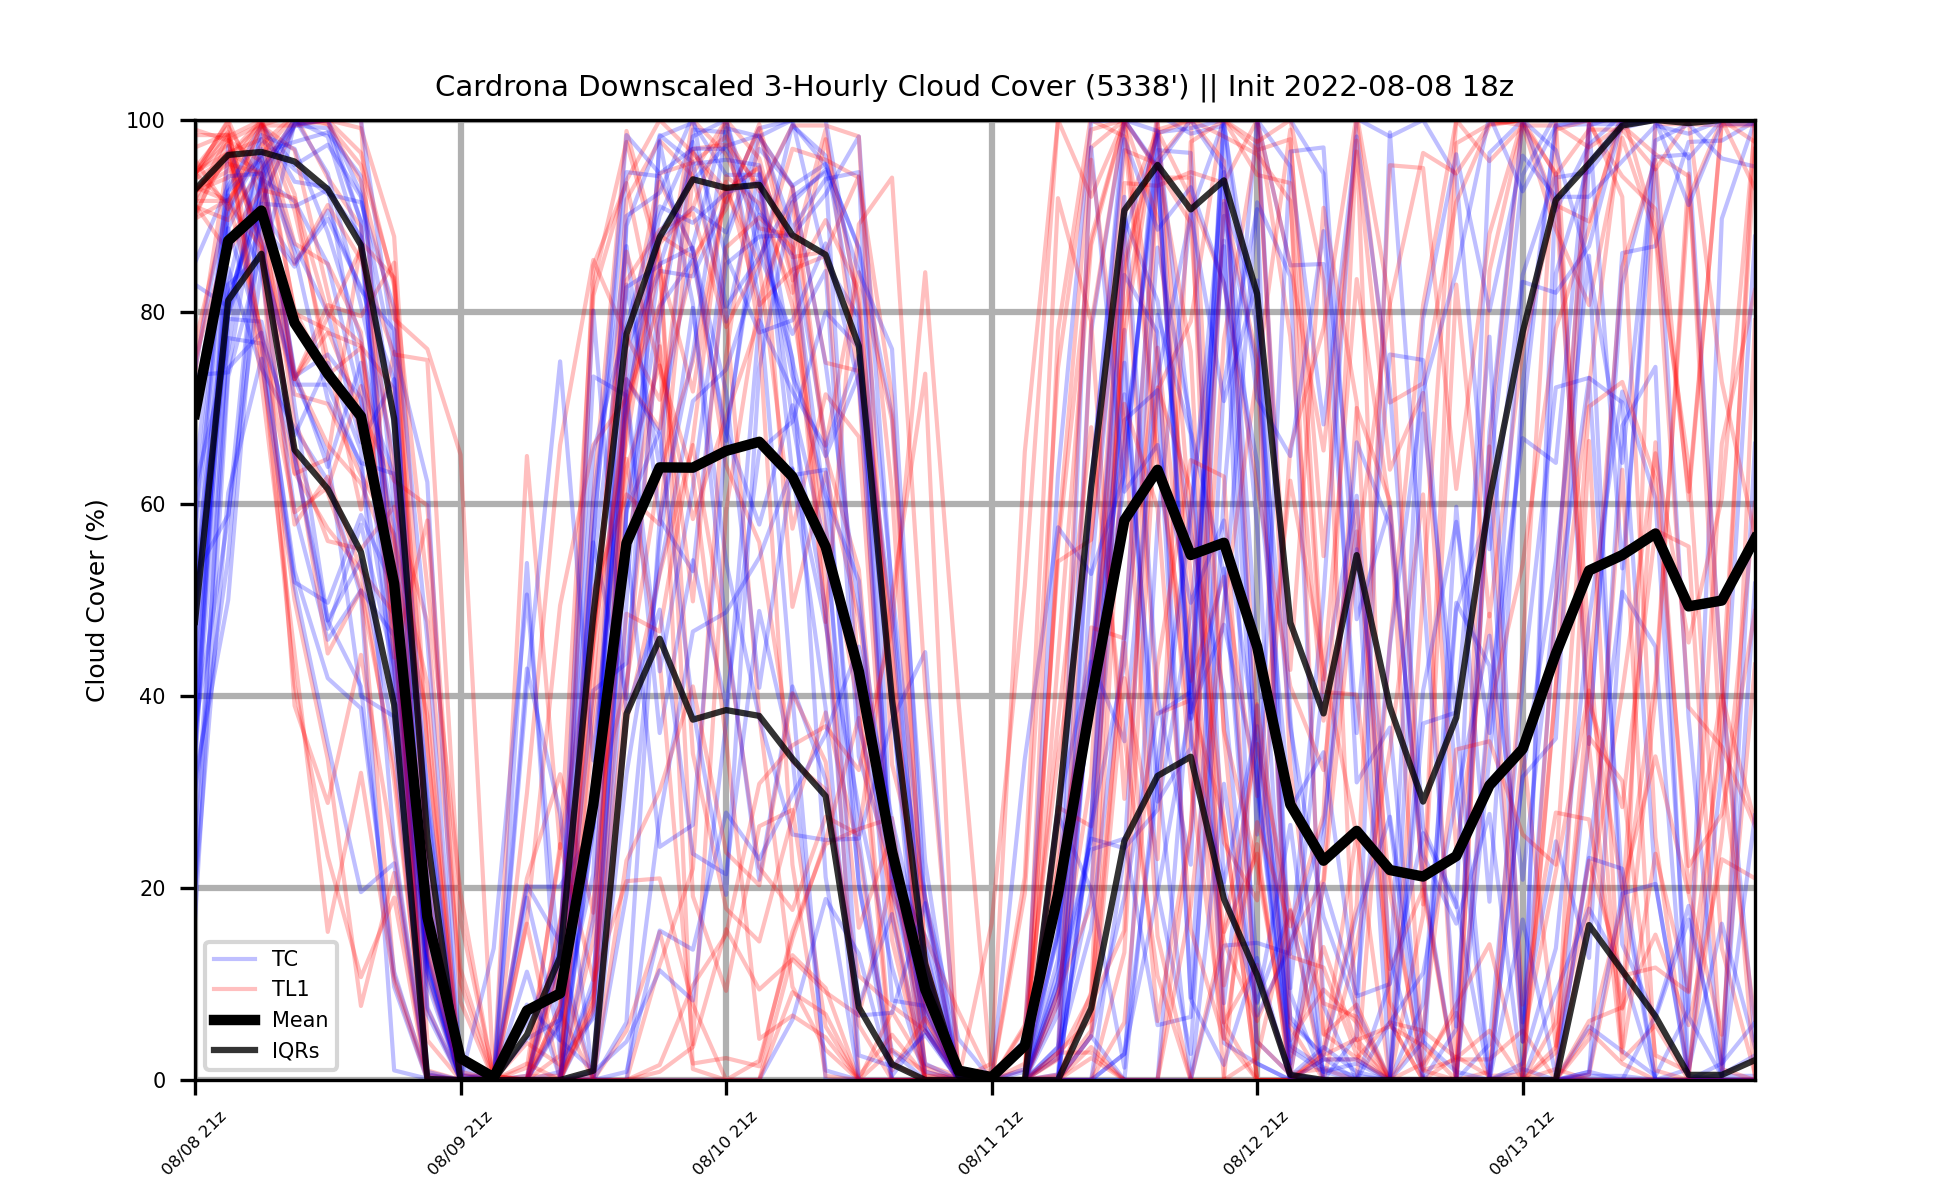 Cardrona Downscaled 3-Hourly Cloud Cover (5338') || Init 2022-08-08 18z
Cloud Cover (%)
100
80
60
40
20
0
TC
TL1
Mean
IQRs
08/08 21z
08/09 21z
08/10 21z
08/11 21z
08/12 21z
08/13 21z